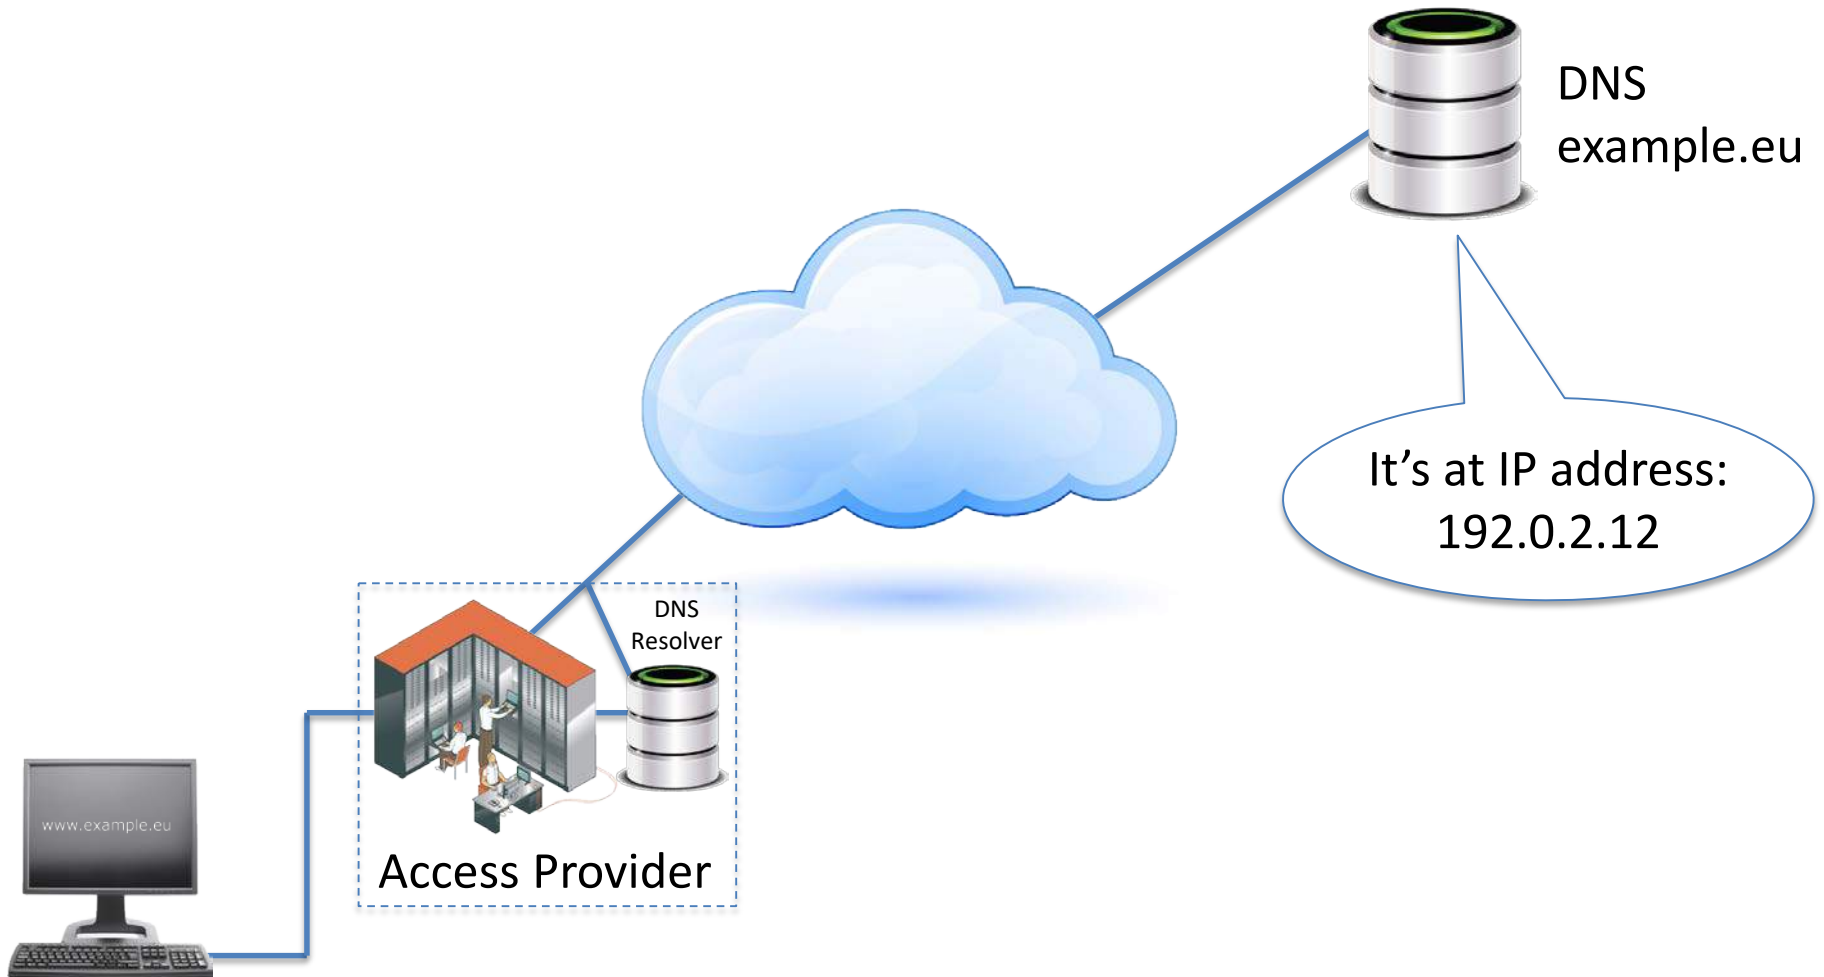 DNS
example.eu
It’s at IP address:
192.0.2.12
DNS
Resolver
www.example.eu
Access Provider